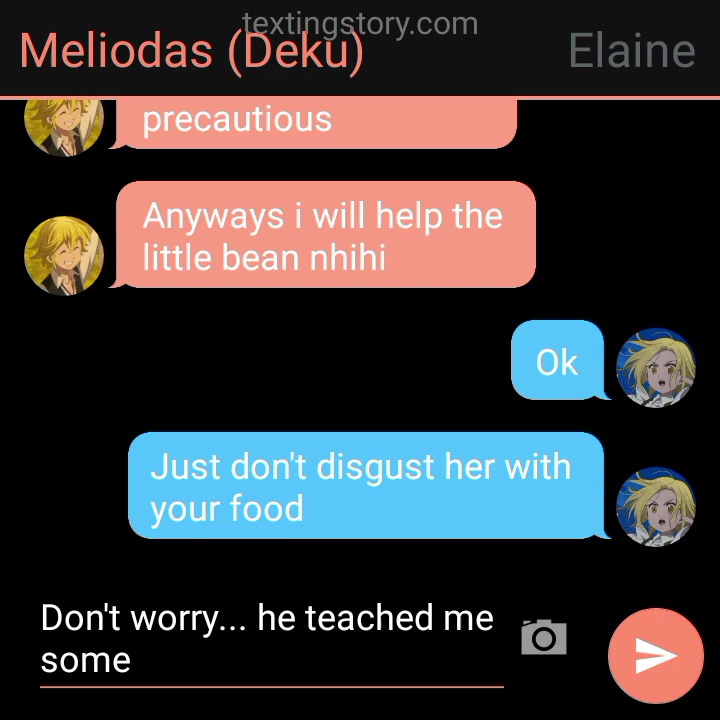 textingstory.com
Meliodas (Deku)
Elaine
precautious
Anyways i will help the
little bean nhihi
Ok
Just don't disgust her with
your food
Don't worry... he teached me
some